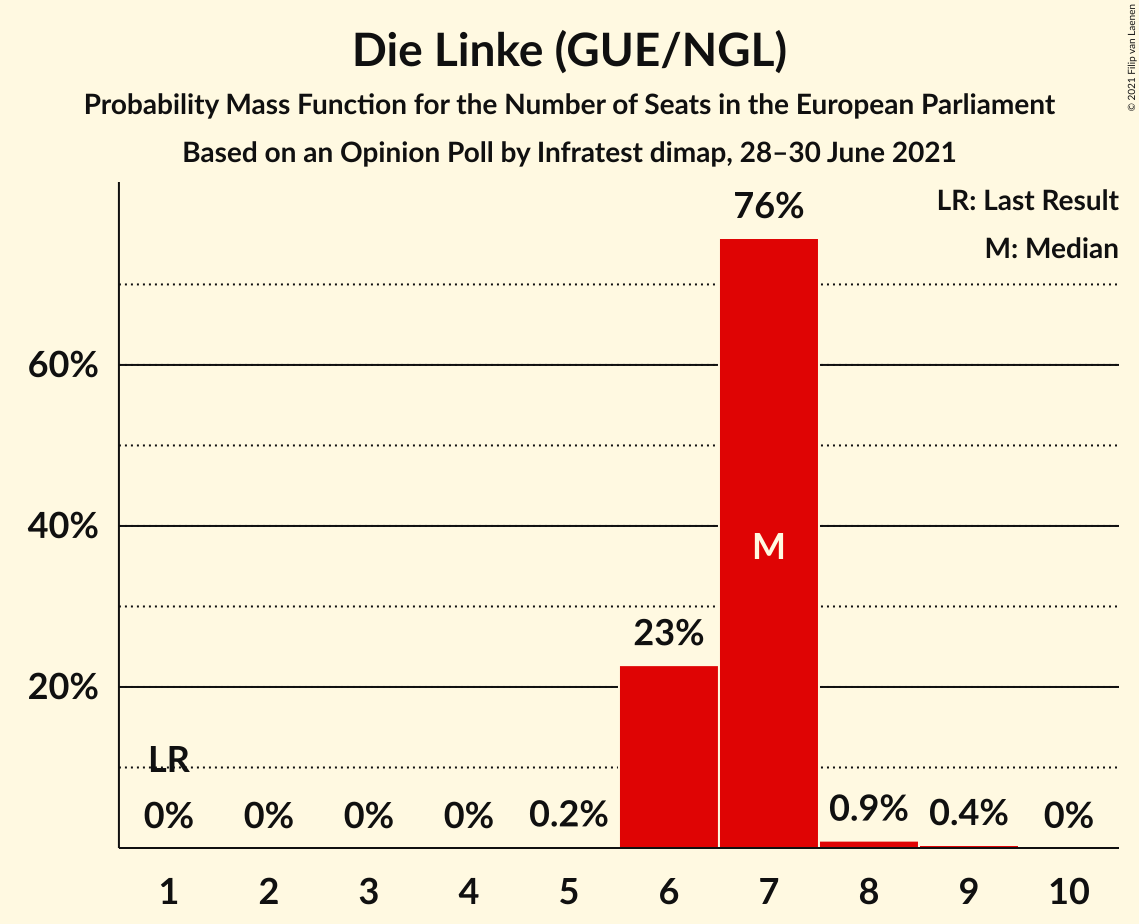 Die Linke (GUE/NGL)
Probability Mass Function for the Number of Seats in the European Parliament
Based on an Opinion Poll by Infratest dimap, 28–30 June 2021
© 2021 Filip van Laenen
LR: Last Result
M: Median
76%
60%
40%
M
23%
20%
LR
0%
0%
0%
0%
0.2%
0.9%
0.4%
0%
1 2 3 4 5 6 7 8 9 10